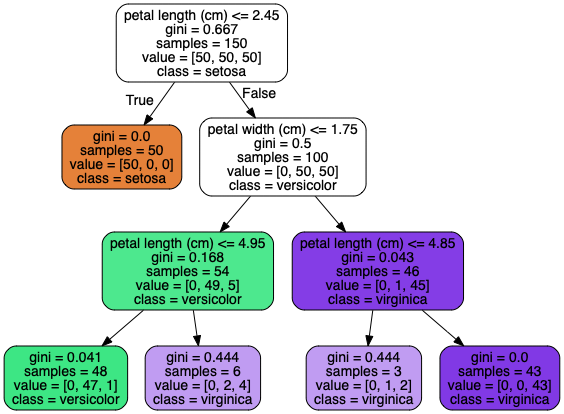 petal length (cm) <= 2.45
gini = 0.667
samples = 150
value = [50, 50, 50]
class = setosa
True
False
gini = 0.0
samples = 50
value = [50, 0, 0]
class = setosa
petal width (cm) <= 1.75
gini = 0.5
samples = 100
value = [0, 50, 50]
class = versicolor
petal length (cm) <= 4.95
gini = 0.168
samples = 54
value = [0, 49, 5]
class = versicolor
petal length (cm) <= 4.85
gini = 0.043
samples = 46
value = [0, 1, 45]
class = virginica
gini = 0.041
samples = 48
value = [0, 47, 1]
class = versicolor
gini = 0.444
samples = 6
value = [0, 2, 4]
class = virginica
gini = 0.444
samples = 3
value = [0, 1, 2]
class = virginica
gini = 0.0
samples = 43
value = [0, 0, 43]
class = virginica